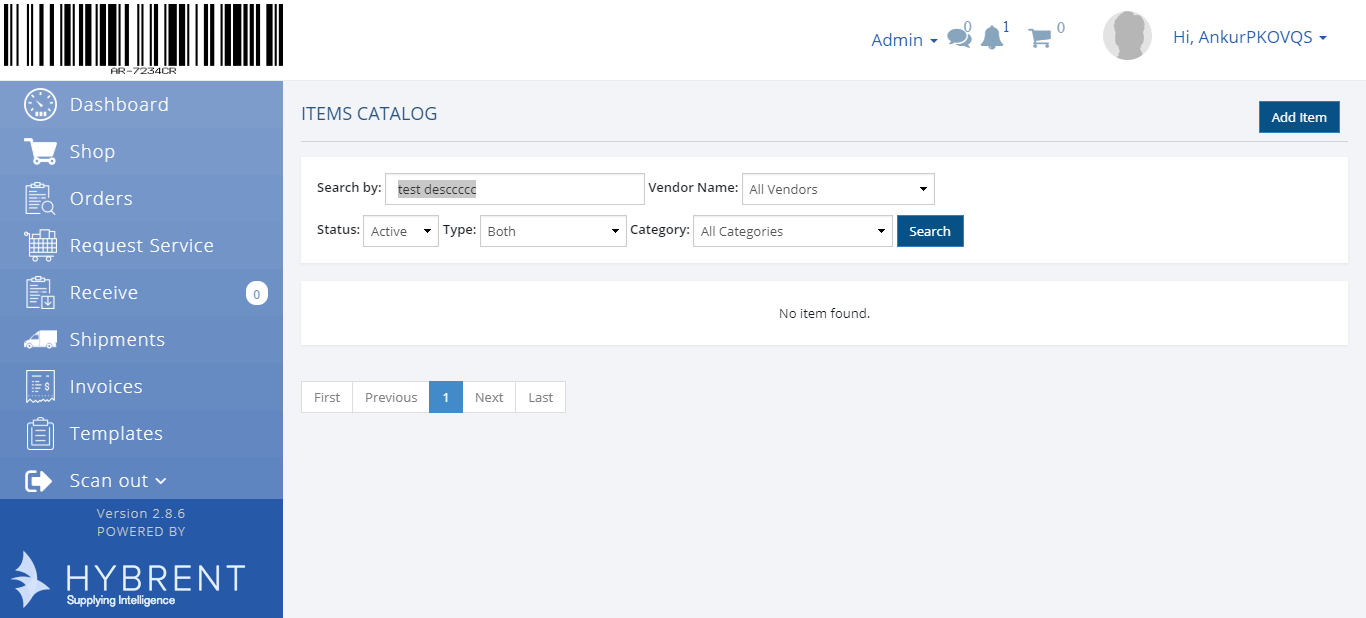 AR-7234CR
Admin 0 1 0 Hi, AnkurPKOVQS
Dashboard
Shop
Orders
Request Service
Receive 0
Shipments
Invoices
Templates
Scan out
Version 2.8.6
POWERED BY
HYBRENT
Supplying Intelligence
ITEMS CATALOG Add Item
Search by: test desccccc Vendor Name: All Vendors
Status: Active Type: Both Category: All Categories Search
No item found.
First Previous 1 Next Last